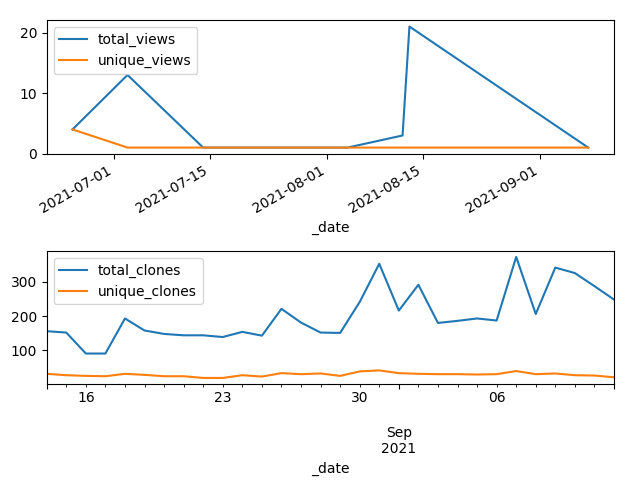 20
10
0
total_views
unique_views
2021-07-01
2021-07-15
2021-08-01
2021-08-15
2021-09-01
_date
300
200
100
total_clones
unique_clones
16
23
30
06
Sep
2021
_date